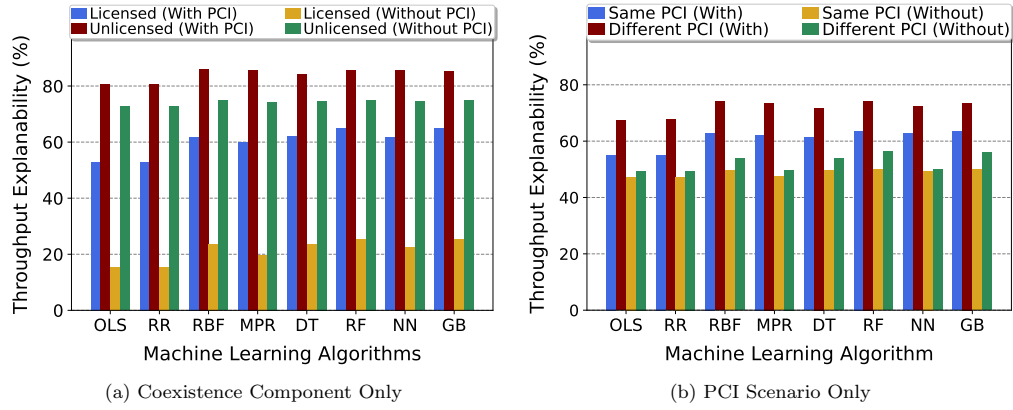 Licensed (With PCI) Licensed (Without PCI)
Unlicensed (With PCI) Unlicensed (Without PCI)
Throughput Explanability (%)
80
60
40
20
0
OLS RR RBF MPR DT RF NN GB
Machine Learning Algorithms
(a) Coexistence Component Only
Same PCI (With) Same PCI (Without)
Different PCI (With) Different PCI (Without)
Throughput Explanability (%)
80
60
40
20
0
OLS RR RBF MPR DT RF NN GB
Machine Learning Algorithm
(b) PCI Scenario Only